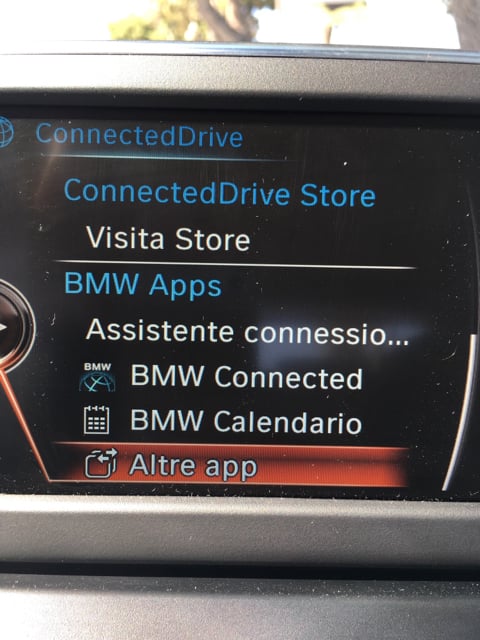 ConnectedDrive
ConnectedDrive Store
Visita Store
BMW Apps
Assistente connessio...
BMW
BMW Connected
BMW Calendario
Altre app